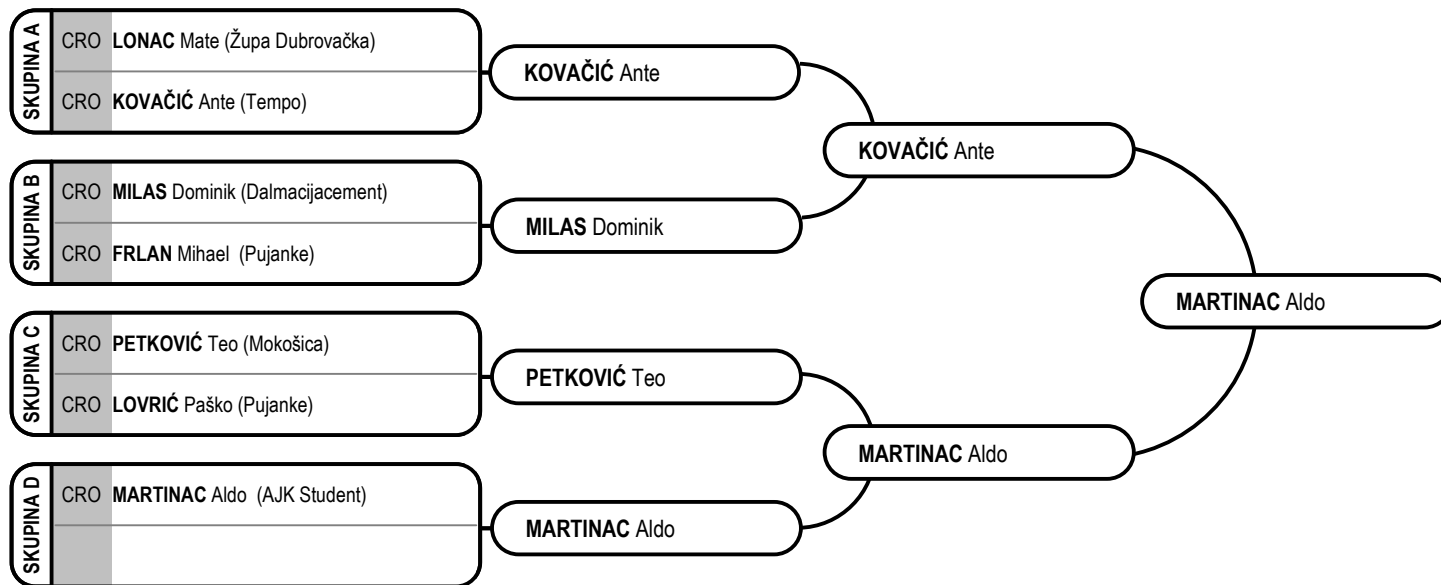 SKUPINA A
CRO LONAC Mate (Župa Dubrovačka)
CRO KOVAČIĆ Ante (Tempo)
SKUPINA B
CRO MILAS Dominik (Dalmacijacement)
CRO FRLAN Mihael (Pujanke)
SKUPINA C
CRO PETKOVIĆ Teo (Mokošica)
CRO LOVRIĆ Paško (Pujanke)
SKUPINA D
CRO MARTINAC Aldo (AJK Student)
KOVAČIĆ Ante
MILAS Dominik
PETKOVIĆ Teo
MARTINAC Aldo
KOVAČIĆ Ante
MARTINAC Aldo
MARTINAC Aldo